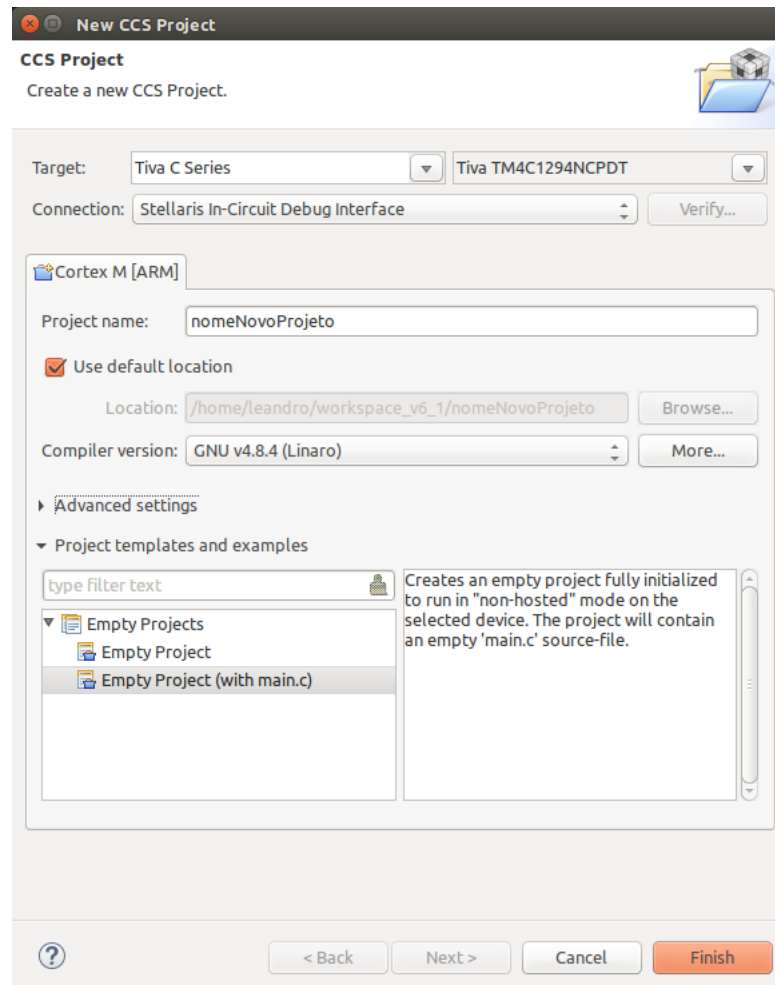 New CCS Project
CCS Project
Create a new CCS Project.
Target: Tiva C Series Tiva TM4C1294NCPDT
Connection: Stellaris In-Circuit Debug Interface Verify...
Cortex M [ARM]
Project name: nomeNovoProjeto
Use default location
Location: /home/leandro/workspace_v6_1/nomeNovoProjeto Browse...
Compiler version: GNU v4.8.4 (Linaro) More...
Advanced settings
Project templates and examples
type filter text
Empty Projects
Empty Project
Empty Project (with main.c)
Creates an empty project fully initialized
to run in "non-hosted" mode on the
selected device. The project will contain
an empty 'main.c' source-file.
? < Back Next > Cancel Finish